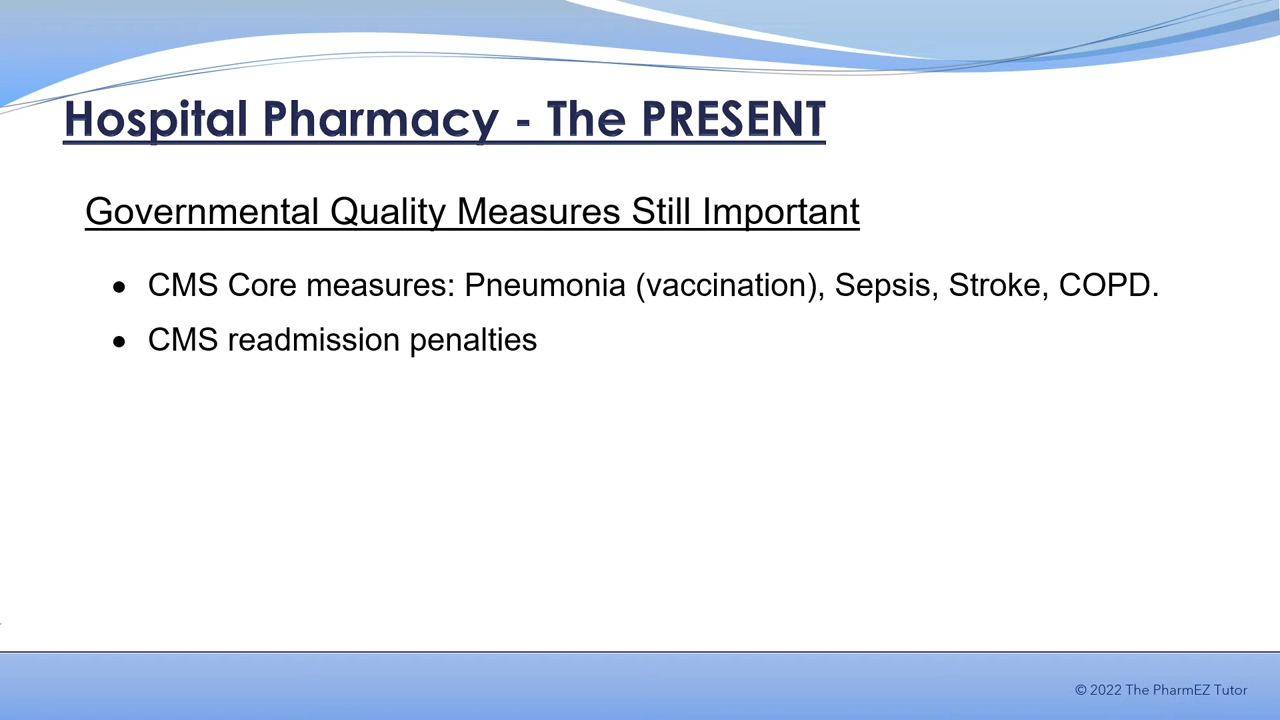 Hospital Pharmacy - The PRESENT
Governmental Quality Measures Still Important
• CMS Core measures: Pneumonia (vaccination), Sepsis, Stroke, COPD.
• CMS readmission penalties
© 2022 The PharmEZ Tutor